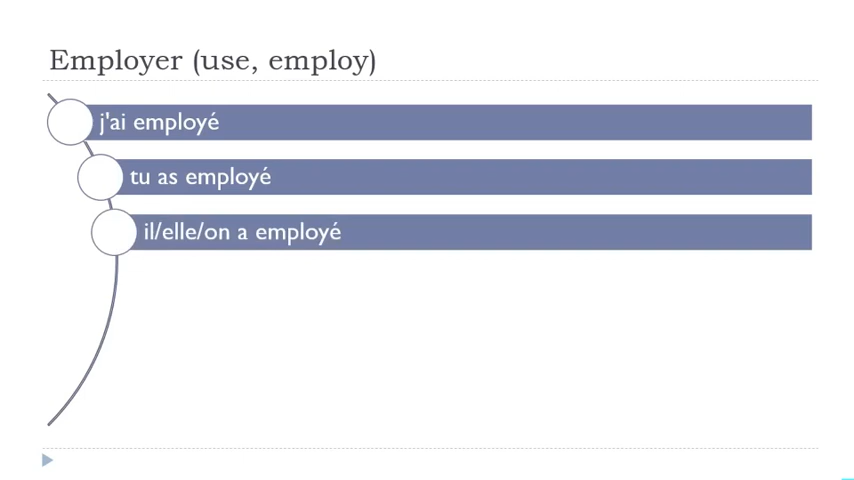 Employer (use, employ)
j'ai employé
tu as employé
il/elle/on a employé